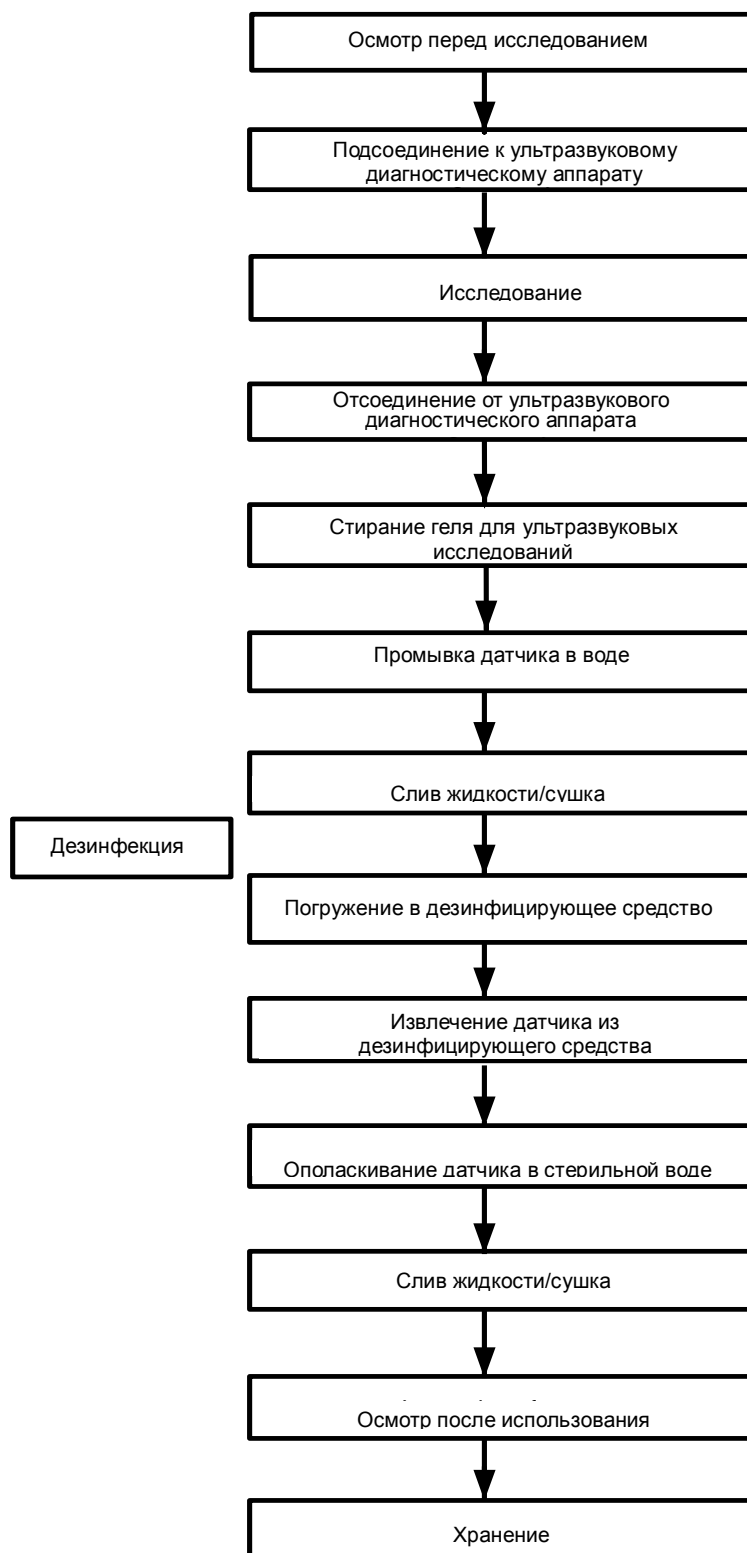 Осмотр перед исследованием
Подсоединение к ультразвуковому
диагностическому аппарату
Исследование
Отсоединение от ультразвукового
диагностического аппарата
Стирание геля для ультразвуковых
исследований
Промывка датчика в воде
Слив жидкости/сушка
Дезинфекция
Погружение в дезинфицирующее средство
Извлечение датчика из
дезинфицирующего средства
Ополаскивание датчика в стерильной воде
Слив жидкости/сушка
Осмотр после использования
Хранение